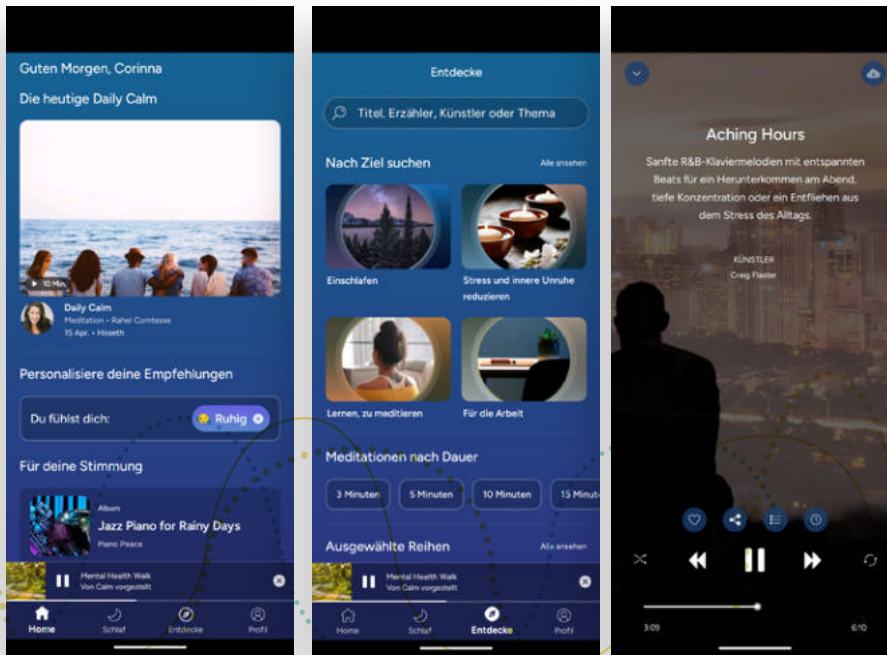 Guten Morgen, Corinna
Die heutige Daily Calm
10 Min.
Daily Calm
Meditation • Rahel Comtesse
15 Apr. • Hiraeth
Personalisiere deine Empfehlungen
Du fühlst dich:
Ruhig
Für deine Stimmung
Album
Jazz Piano for Rainy Days
Piano Peace
Mental Health Walk
Von Calm vorgestellt
Home
Schlaf
Entdecke
Profil
Entdecke
Titel, Erzähler, Künstler oder Thema
Nach Ziel suchen
Alle ansehen
Einschlafen
Stress und innere Unruhe
reduzieren
Lernen, zu meditieren
Für die Arbeit
Meditationen nach Dauer
3 Minuten
5 Minuten
10 Minuten
15 Minut
Ausgewählte Reihen
Alle ansehen
Mental Health Walk
Von Calm vorgestellt
Home
Schlaf
Entdecke
Profil
Aching Hours
Sanfte R&B-Klaviermelodien mit entspannten
Beats für ein Herunterkommen am Abend,
tiefe Konzentration oder ein Entfliehen aus
dem Stress des Alltags.
KÜNSTLER
Craig Flaster
3:09
6:10